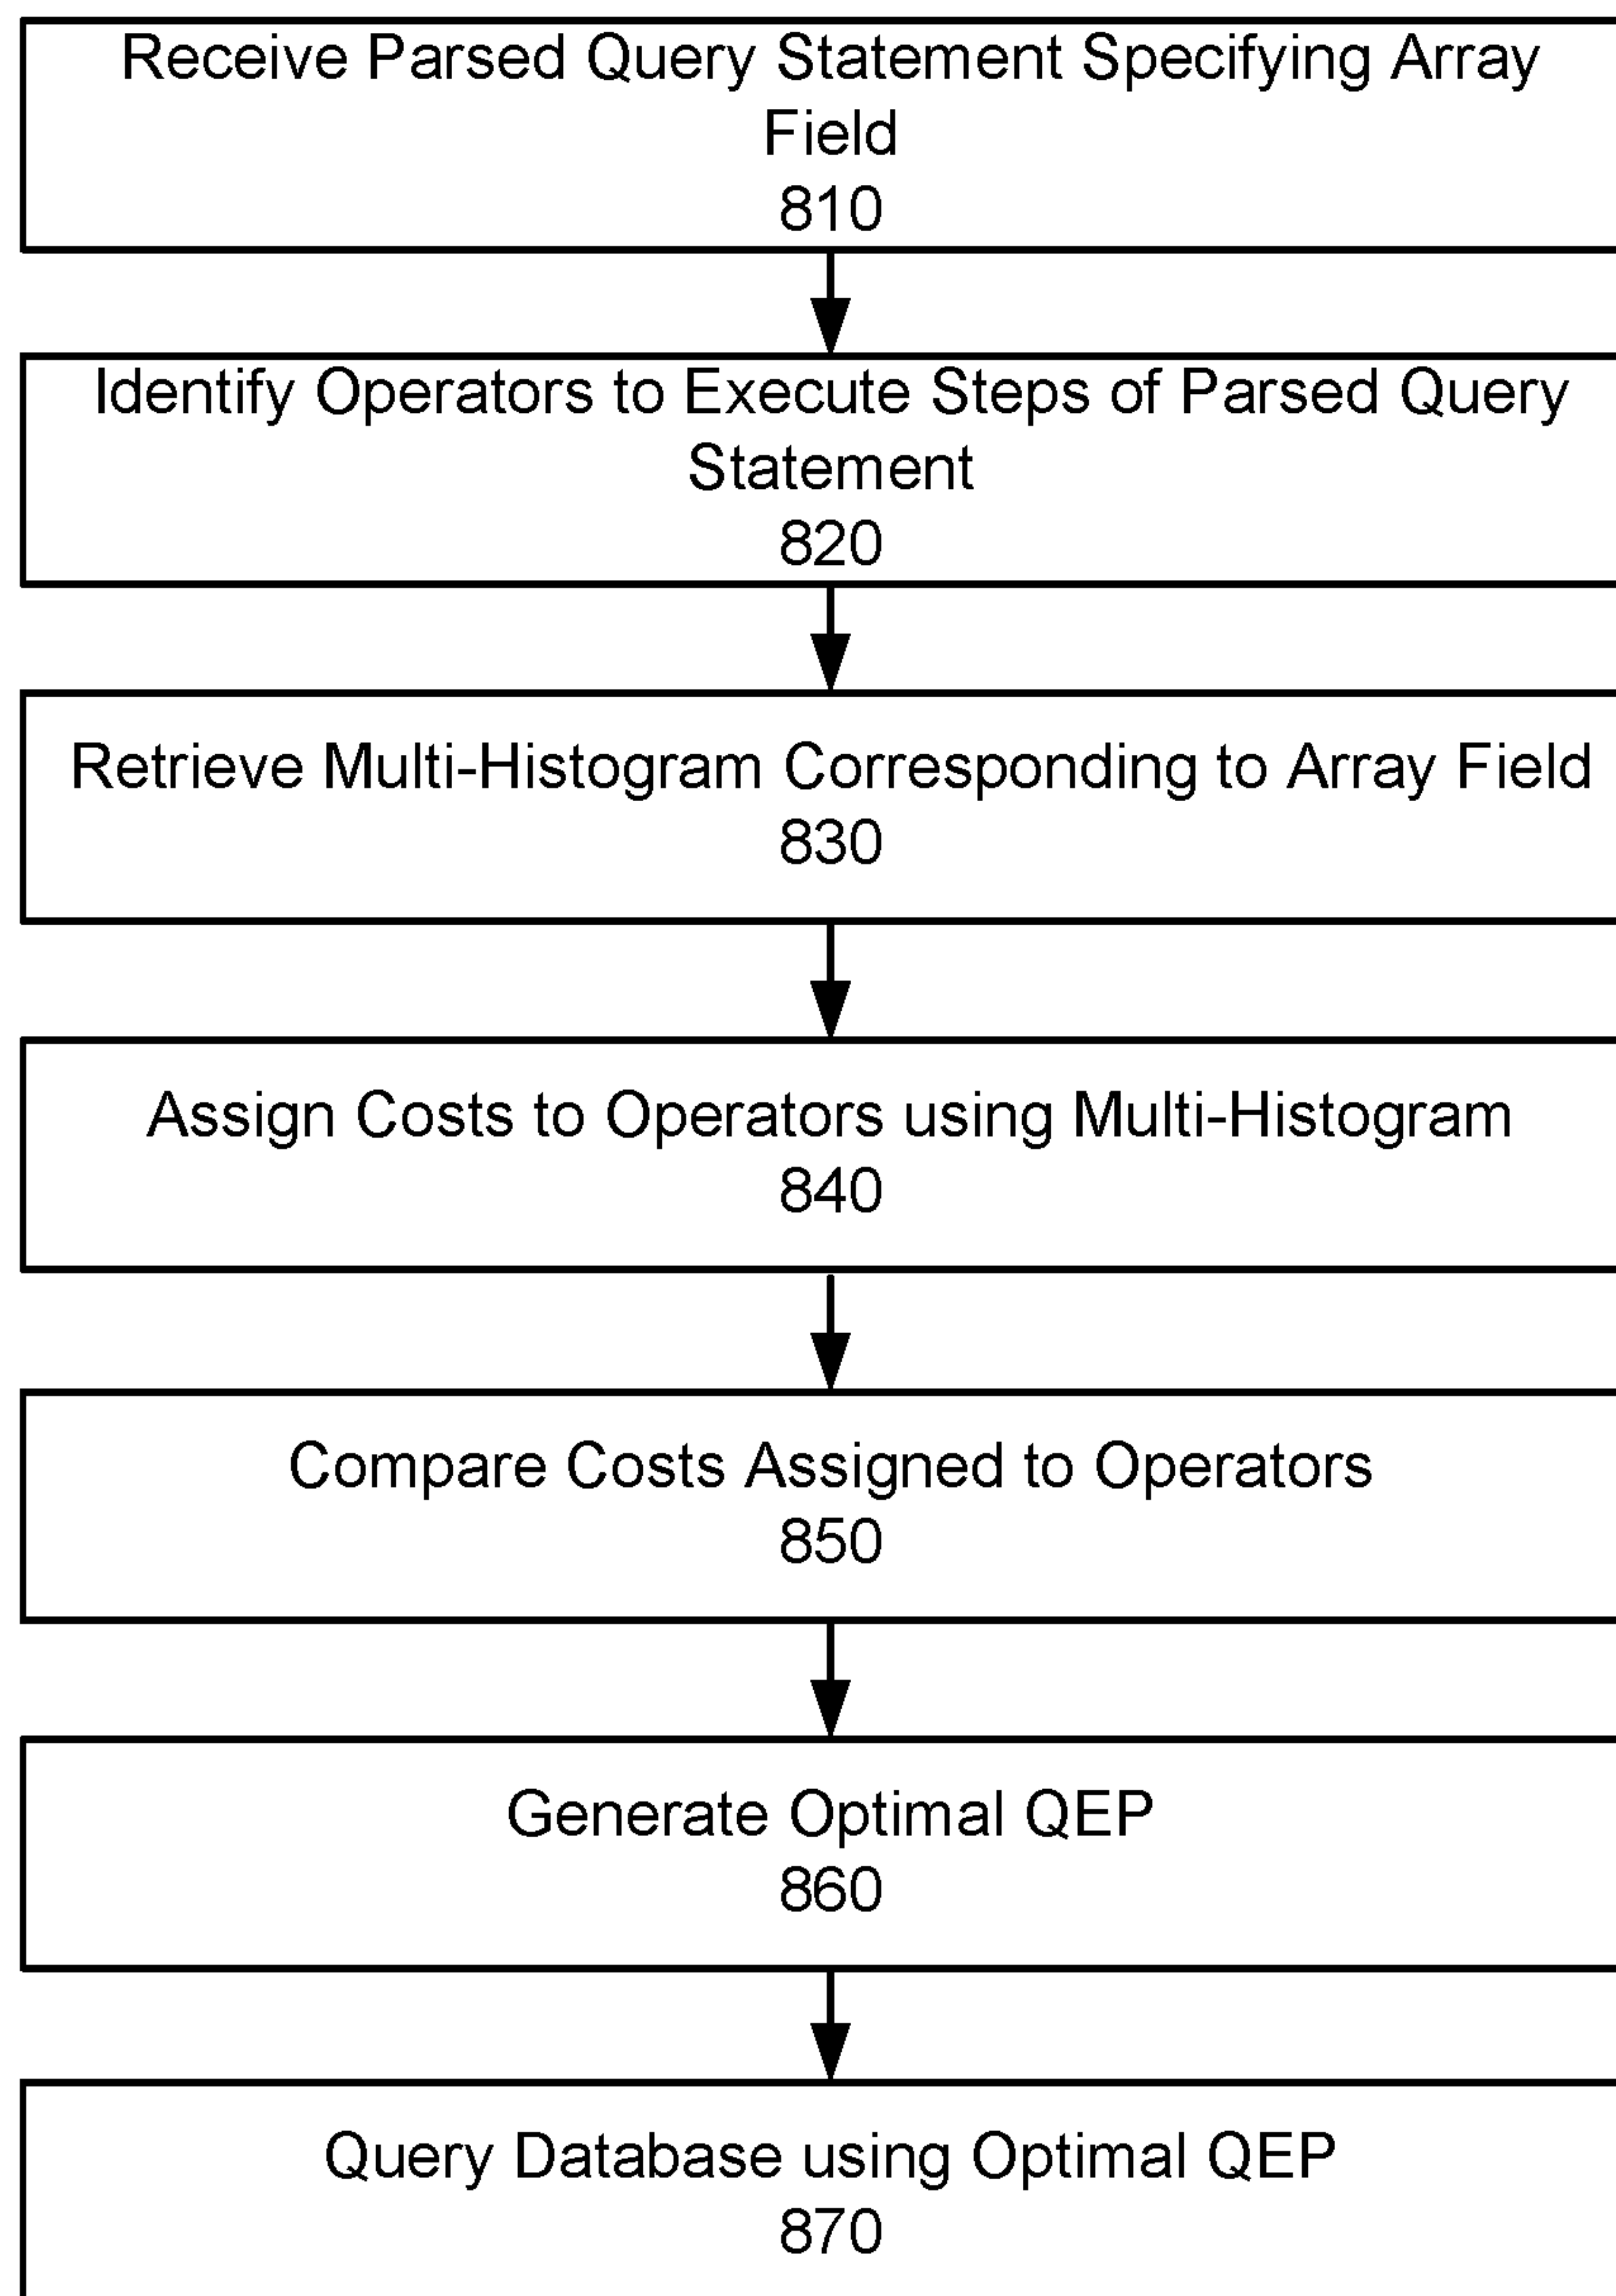 Receive Parsed Query Statement Specifying Array
Field
810
Identify Operators to Execute Steps of Parsed Query
Statement
820
Retrieve Multi-Histogram Corresponding to Array Field
830
Assign Costs to Operators using Multi-Histogram
840
Compare Costs Assigned to Operators
850
Generate Optimal QEP
860
Query Database using Optimal QEP
870